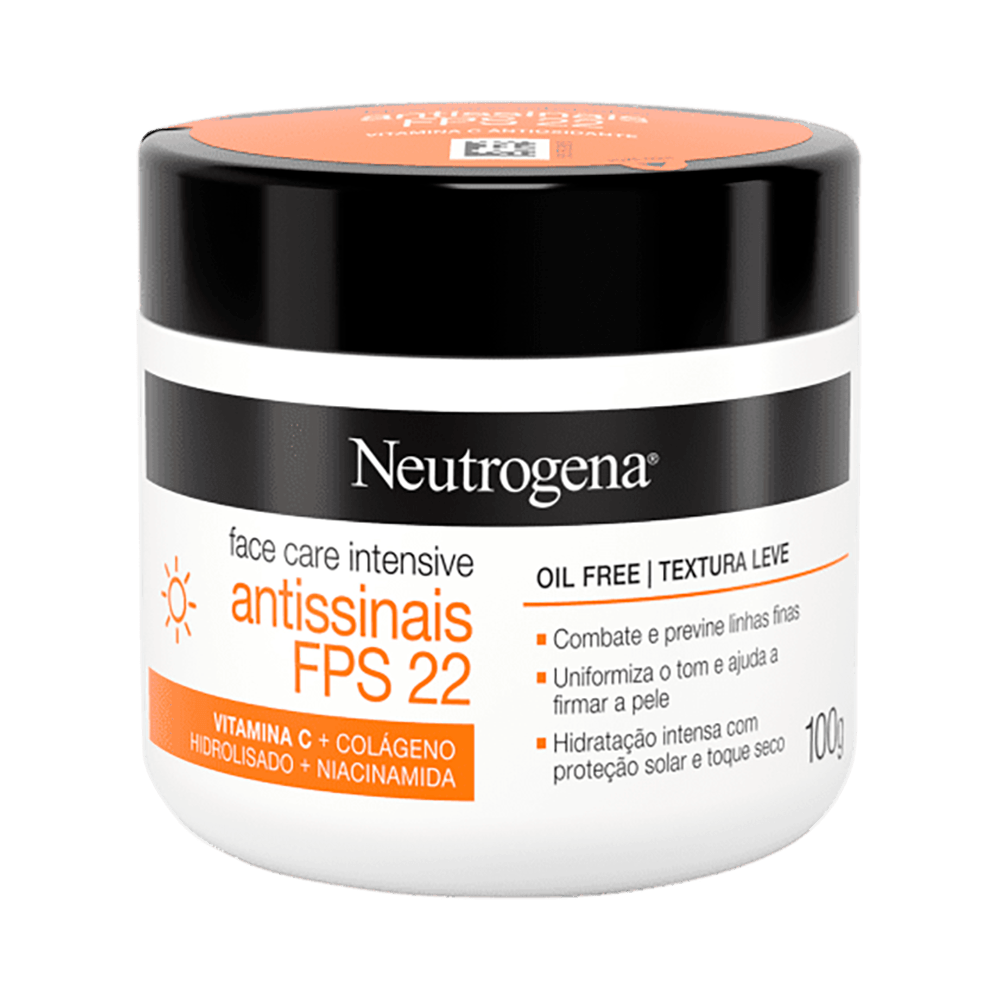 antissinais
FPS 22
VITAMINA C ANTIOXIDANTE
Neutrogena®
face care intensive
antissinais
FPS 22
VITAMINA C + COLÁGENO
HIDROLISADO + NIACINAMIDA
OIL FREE | TEXTURA LEVE
Combate e previne linhas finas
Uniformiza o tom e ajuda a
firmar a pele
Hidratação intensa com
proteção solar e toque seco
100g